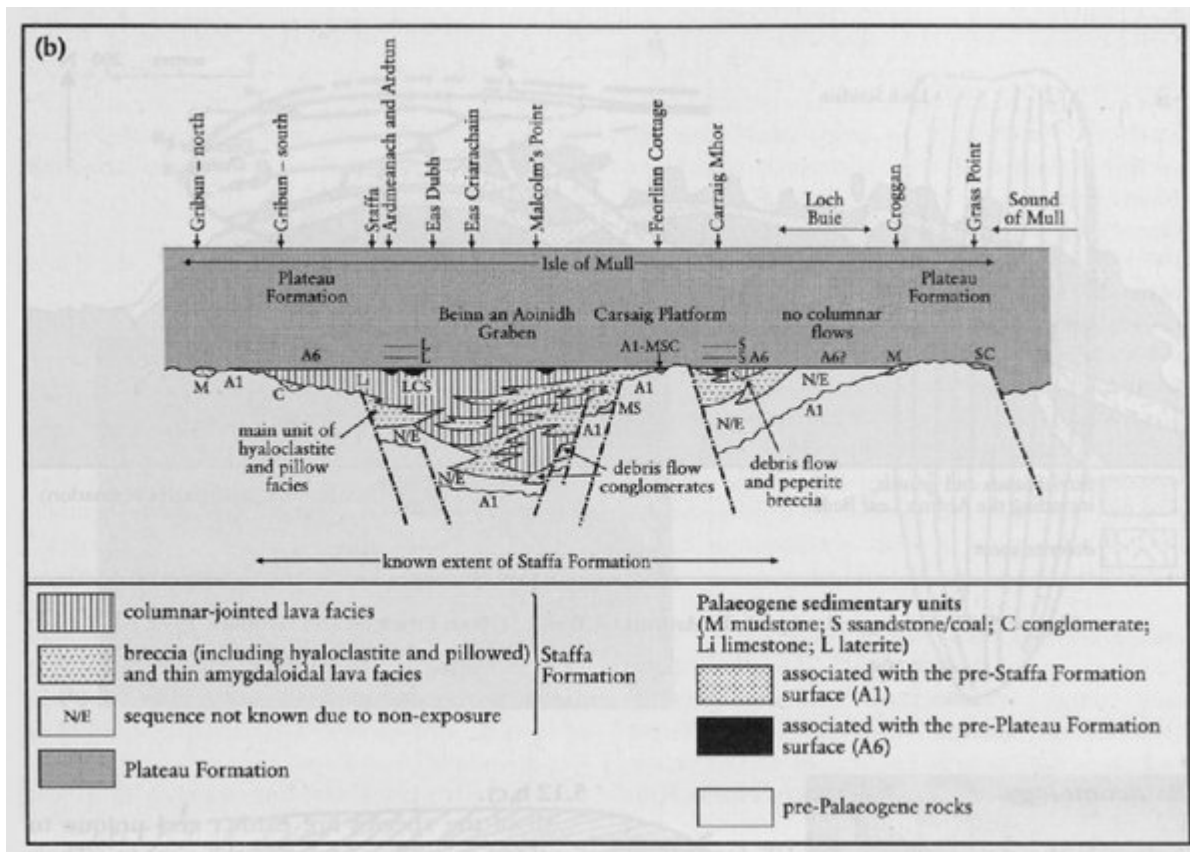 (b)
Gribun – north
Gribun – south
Staffa
Ardmeanach and Ardtun
Eas Dubh
Eas Criarachain
Malcolm's Point
Feorlinn Cottage
Carraig Mhor
Loch
Buie
Croggan
Grass Point
Sound
of Mull
Isle of Mull
Plateau
Formation
Plateau
Formation
Beinn an Aoinidh
Graben
Carsaig Platform
no columnar
flows
A6
L
L
A1-MSC
S
S A6
A6?
M
SC
M
A1
C
Li
LCS
A1
MS
A1
N/E
N/E
A1
S
N/E
N/E
A1
main unit of
hyaloclastite
and pillow
facies
debris flow
conglomerates
debris flow
and peperite
breccia
known extent of Staffa Formation
columnar-jointed lava facies
breccia (including hyaloclastite and pillowed)
and thin amygdaloidal lava facies
N/E
sequence not known due to non-exposure
Staffa
Formation
Plateau Formation
Palaeogene sedimentary units
(M mudstone; S ssandstone/coal; C conglomerate;
Li limestone; L laterite)
associated with the pre-Staffa Formation
surface (A1)
associated with the pre-Plateau Formation
surface (A6)
pre-Palaeogene rocks